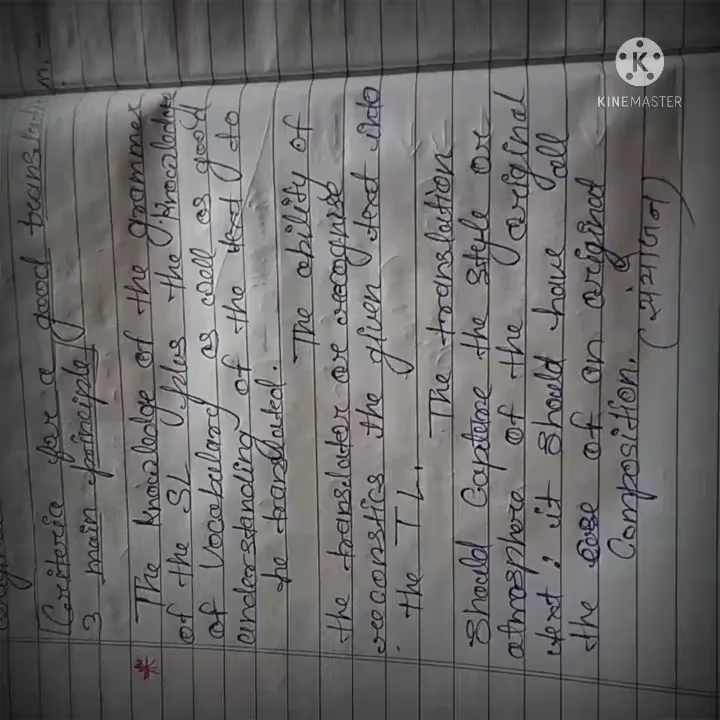 Criteria for a good translation. -
3 main principle
* The knowledge of the grammer
of the SL plus the knowledge
of vocabulary as well as good
understanding of the text to
be translated.
The ability of
the translator or recognise
reconstics the given text into
the TL.
The translation
Should Capture the style or
atmosphere of the original
text; it should have all
the ease of an original
Composition.
(संयोजन)
KINEMASTER